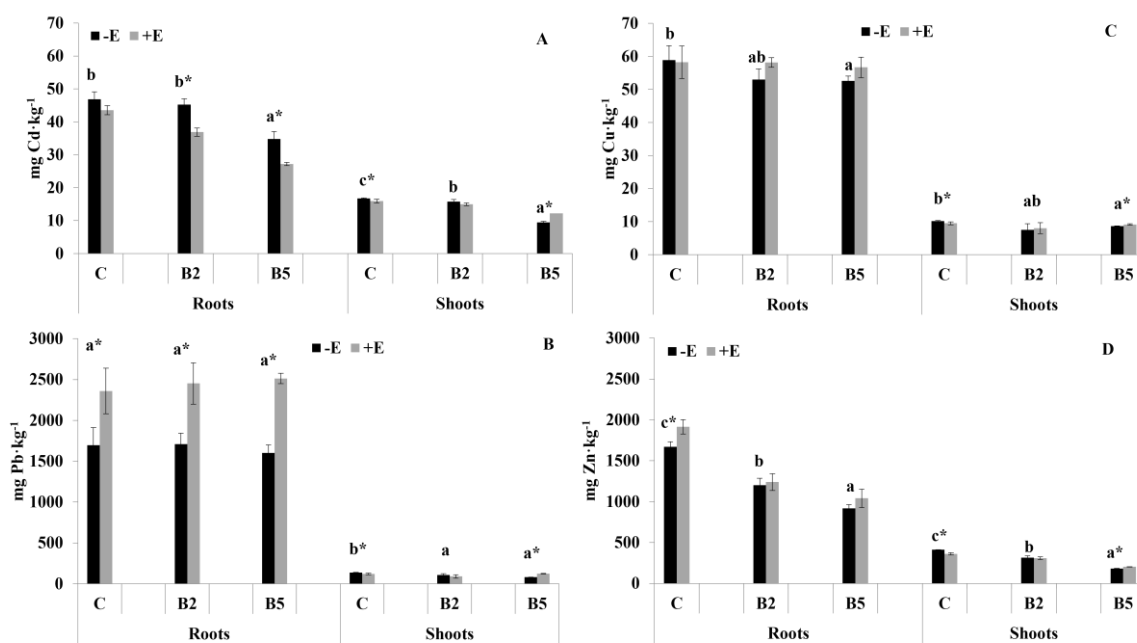 -E +E
A
mg Cd·kg-1
70
60
50
40
30
20
10
0
b b* a* c* b a*
C B2 B5 C B2 B5
Roots Shoots
-E +E
C
mg Cu·kg-1
70
60
50
40
30
20
10
0
b ab a b* ab a*
C B2 B5 C B2 B5
Roots Shoots
-E +E
B
mg Pb·kg-1
3000
2500
2000
1500
1000
500
0
a* a* a* b* a a*
C B2 B5 C B2 B5
Roots Shoots
-E +E
D
mg Zn·kg-1
3000
2500
2000
1500
1000
500
0
c* b a c* b a*
C B2 B5 C B2 B5
Roots Shoots